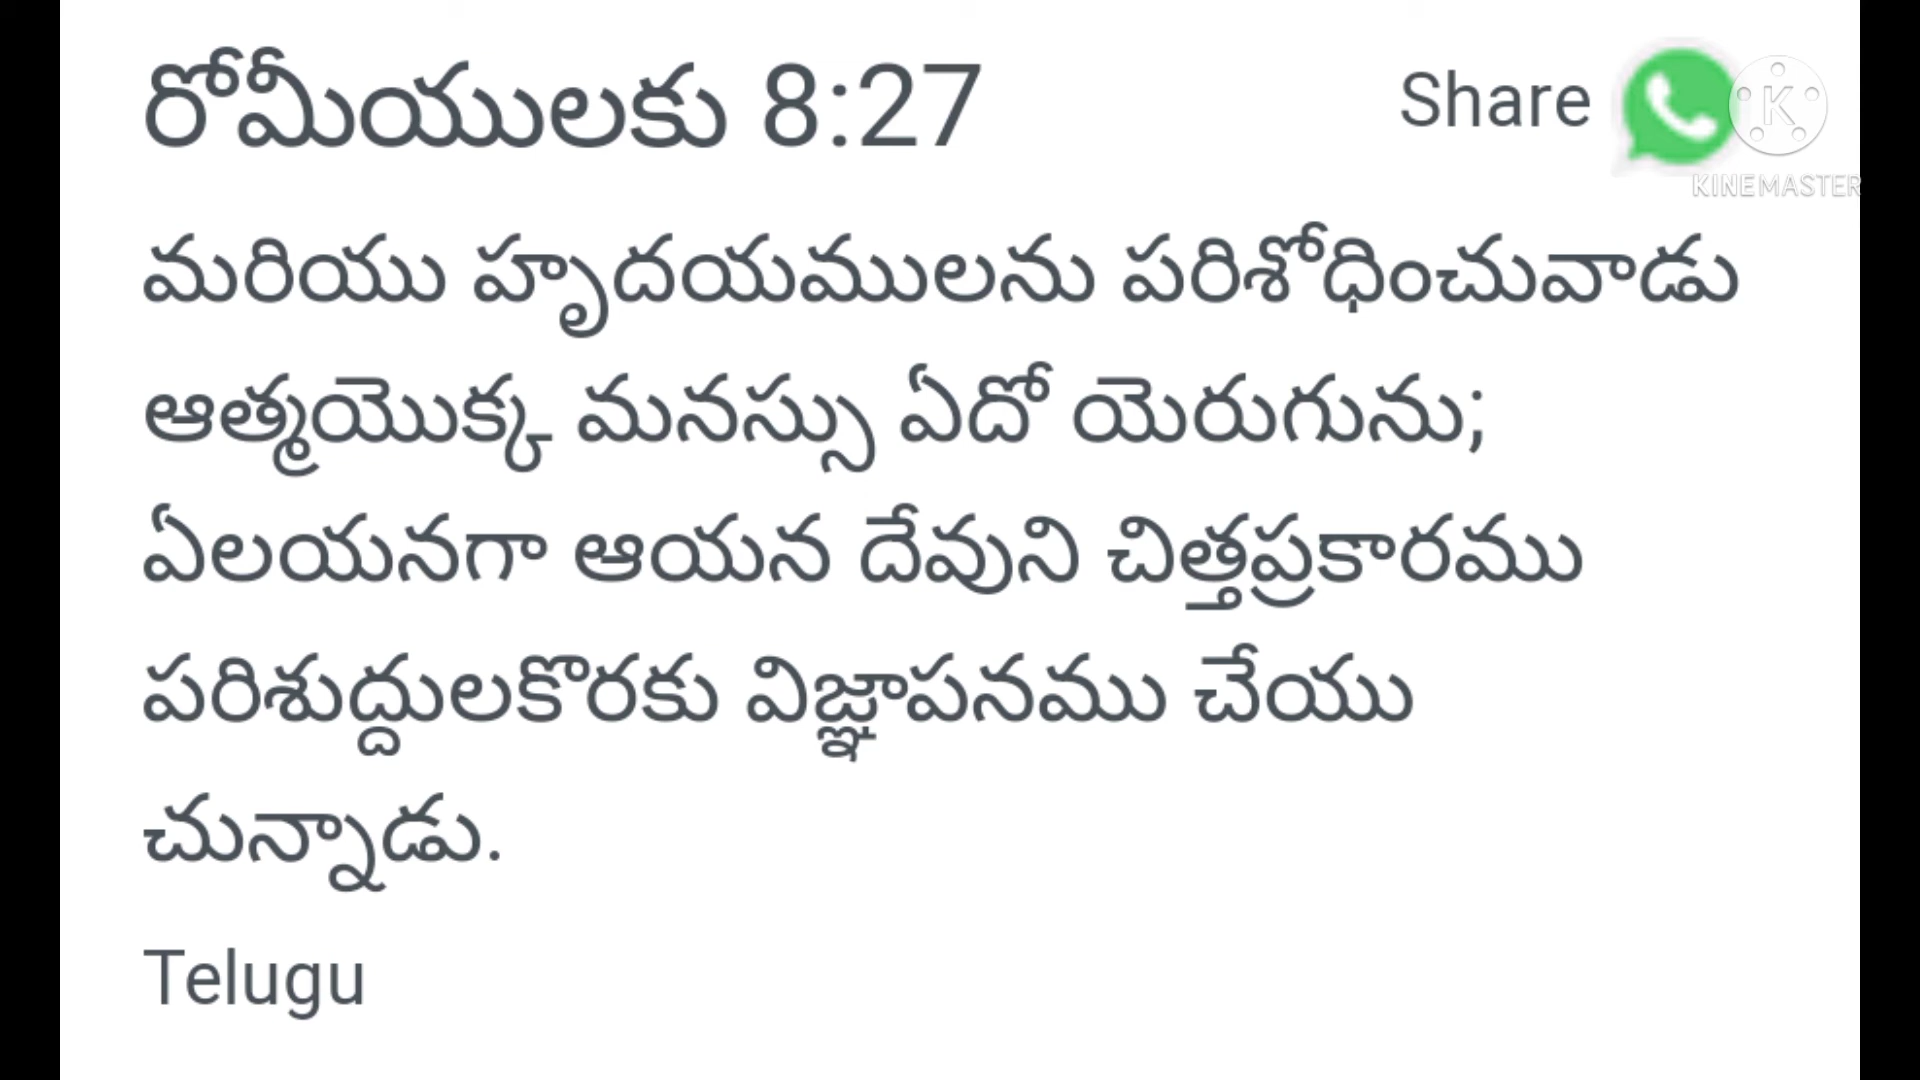 రోమీయులకు 8:27
Share
KINEMASTER
మరియు హృదయములను పరిశోధించువాడు
ఆత్మయొక్క మనస్సు ఏదో యెరుగును;
ఏలయనగా ఆయన దేవుని చిత్తప్రకారము
పరిశుద్దులకొరకు విజ్ఞాపనము చేయు
చున్నాడు.
Telugu